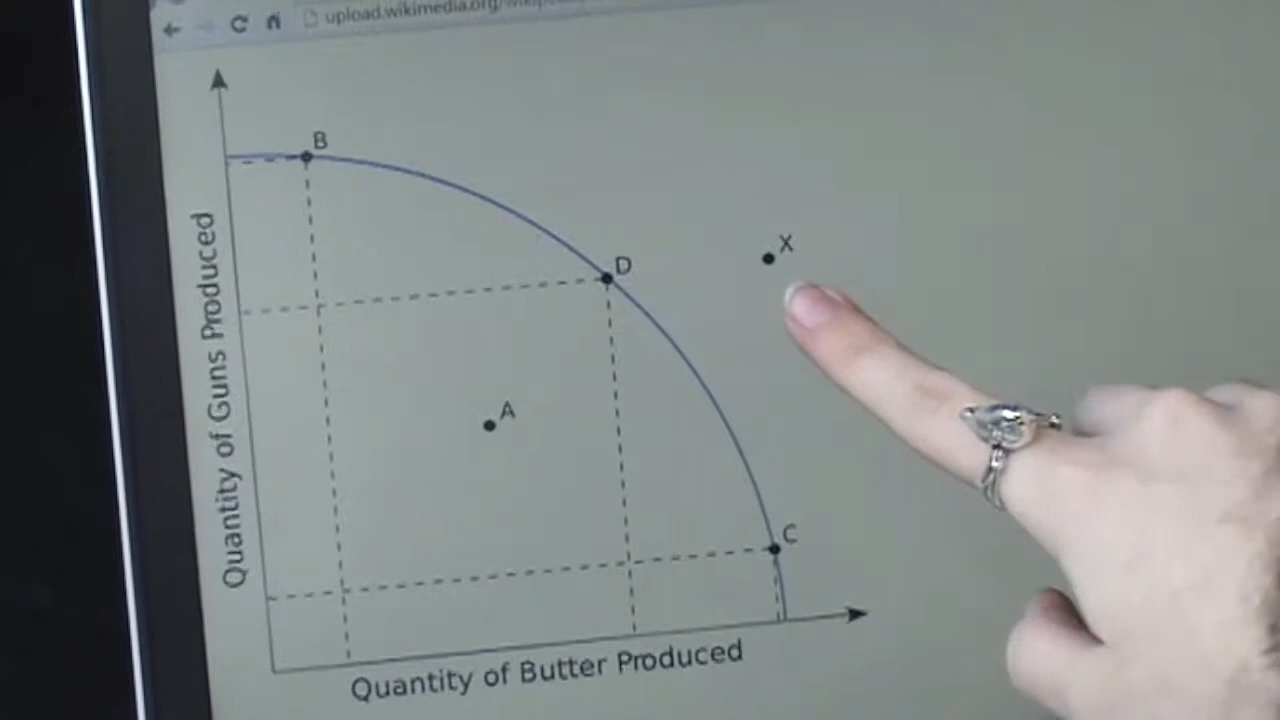 upload.wikimedia.org/
B
X
D
A
C
Quantity of Guns Produced
Quantity of Butter Produced